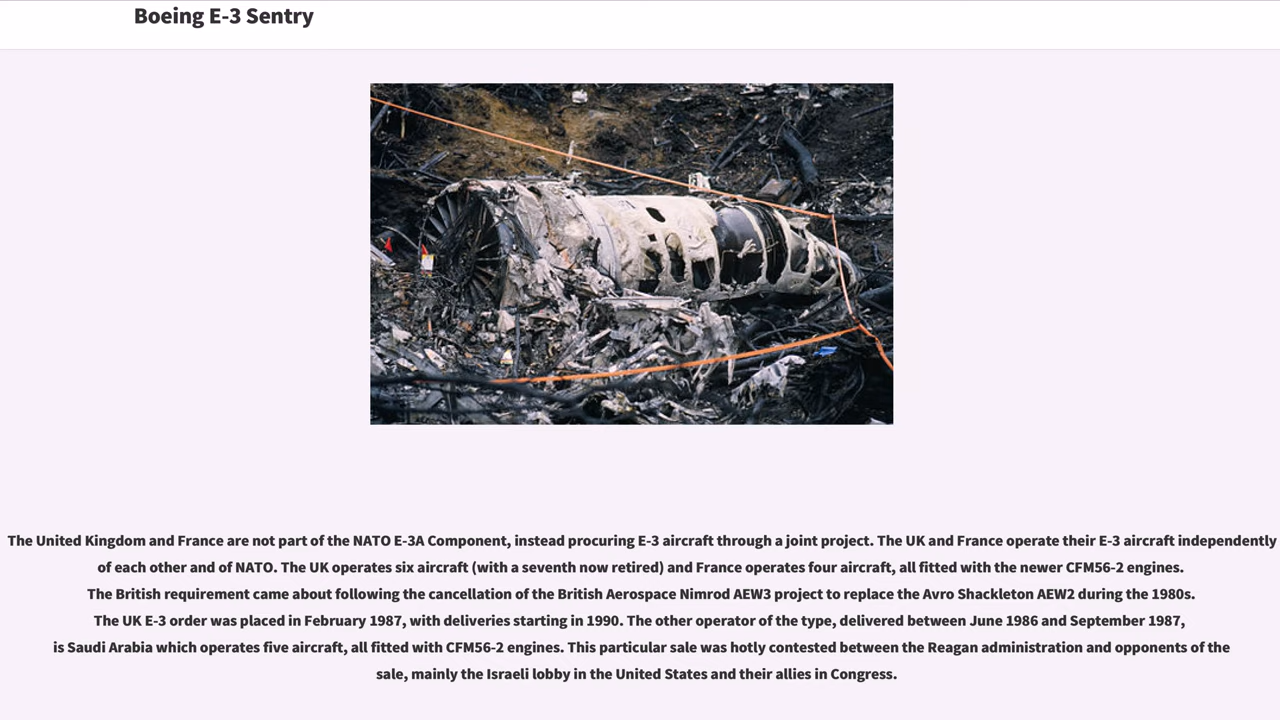 Boeing E-3 Sentry
The United Kingdom and France are not part of the NATO E-3A Component, instead procuring E-3 aircraft through a joint project. The UK and France operate their E-3 aircraft independently
of each other and of NATO. The UK operates six aircraft (with a seventh now retired) and France operates four aircraft, all fitted with the newer CFM56-2 engines.
The British requirement came about following the cancellation of the British Aerospace Nimrod AEW3 project to replace the Avro Shackleton AEW2 during the 1980s.
The UK E-3 order was placed in February 1987, with deliveries starting in 1990. The other operator of the type, delivered between June 1986 and September 1987,
is Saudi Arabia which operates five aircraft, all fitted with CFM56-2 engines. This particular sale was hotly contested between the Reagan administration and opponents of the
sale, mainly the Israeli lobby in the United States and their allies in Congress.